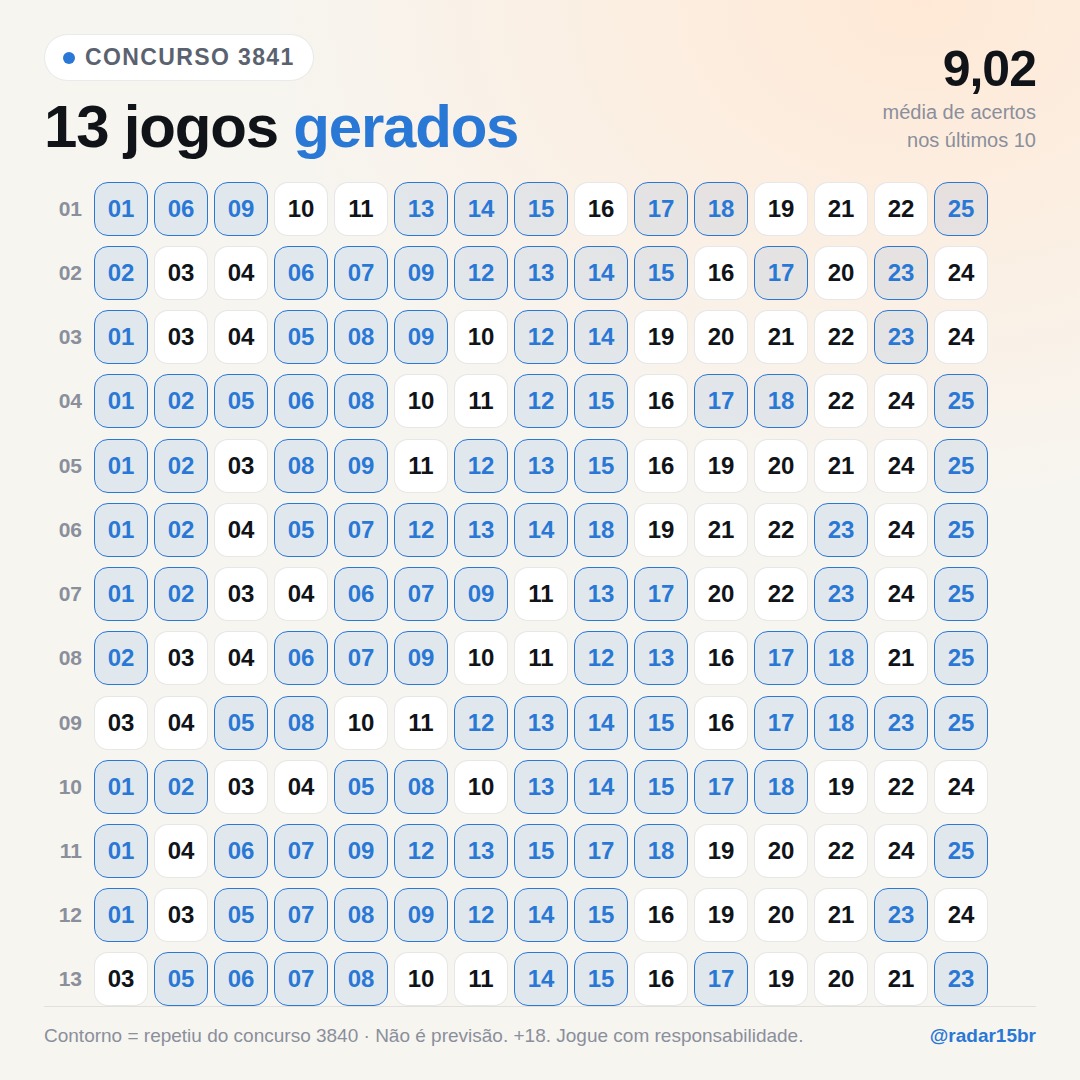 CONCURSO 3841
13 jogos gerados
9,02
média de acertos
nos últimos 10
01 01 06 09 10 11 13 14 15 16 17 18 19 21 22 25
02 02 03 04 06 07 09 12 13 14 15 16 17 20 23 24
03 01 03 04 05 08 09 10 12 14 19 20 21 22 23 24
04 01 02 05 06 08 10 11 12 15 16 17 18 22 24 25
05 01 02 03 08 09 11 12 13 15 16 19 20 21 24 25
06 01 02 04 05 07 12 13 14 18 19 21 22 23 24 25
07 01 02 03 04 06 07 09 11 13 17 20 22 23 24 25
08 02 03 04 06 07 09 10 11 12 13 16 17 18 21 25
09 03 04 05 08 10 11 12 13 14 15 16 17 18 23 25
10 01 02 03 04 05 08 10 13 14 15 17 18 19 22 24
11 01 04 06 07 09 12 13 15 17 18 19 20 22 24 25
12 01 03 05 07 08 09 12 14 15 16 19 20 21 23 24
13 03 05 06 07 08 10 11 14 15 16 17 19 20 21 23
Contorno = repetiu do concurso 3840 · Não é previsão. +18. Jogue com responsabilidade.
@radar15br